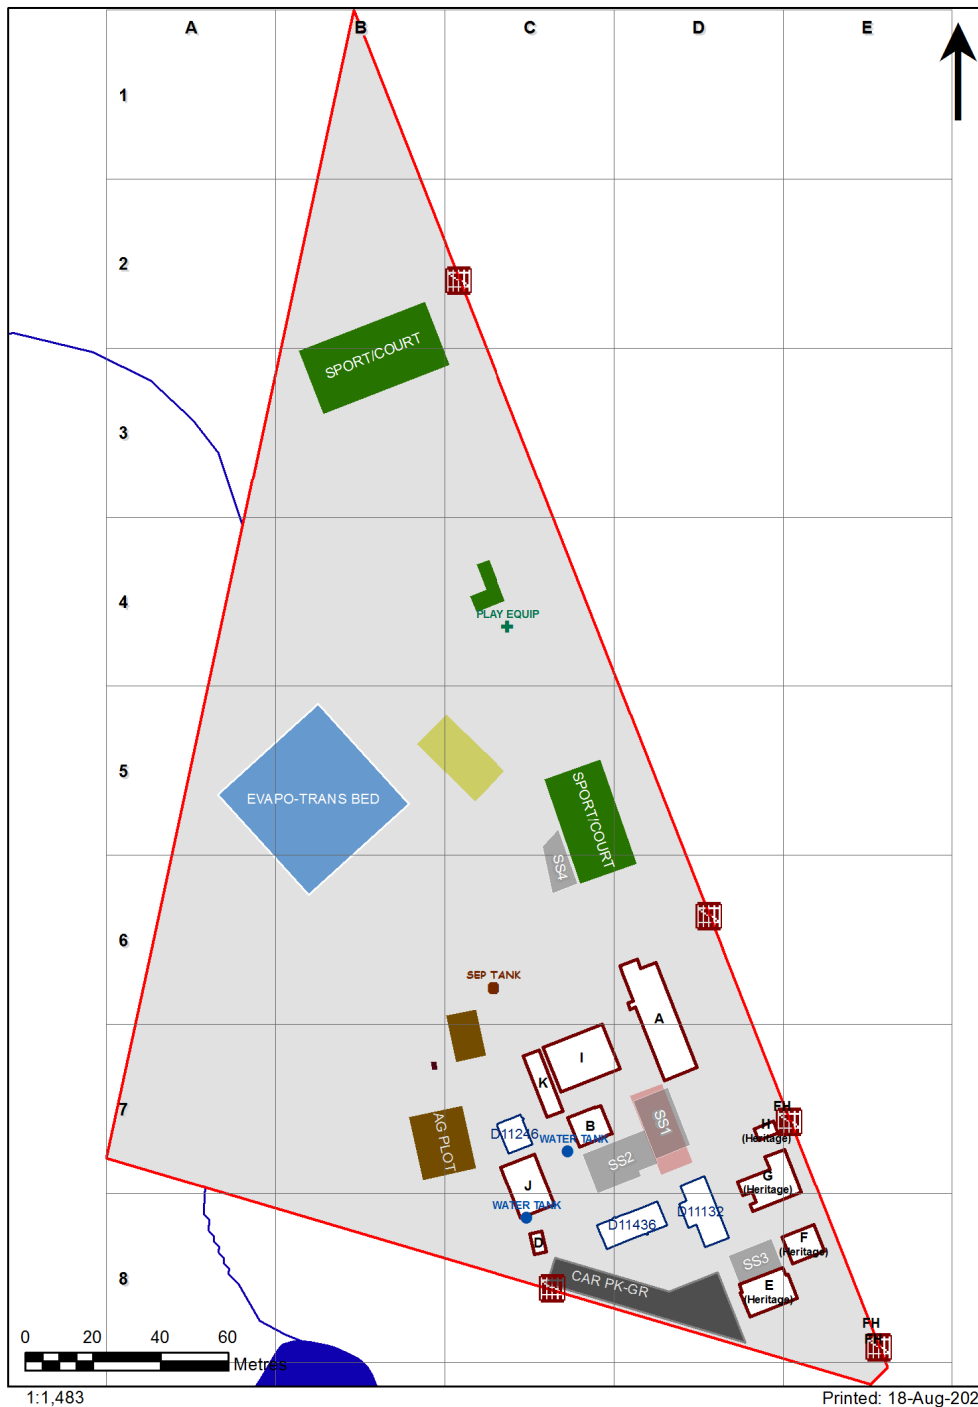 A B C D E
1
2
SPORT/COURT
3
4
PLAY EQUIP
5
EVAPO-TRANS BED
SPORT/COURT
SS4
6
SEP TANK
A
I
K
7
FH
H
(Heritage)
AG PLOT
D11246
B
WATER TANK
SS1
SS2
G
(Heritage)
J
WATER TANK
D11436
D11132
D
F
(Heritage)
SS3
8
CAR PK-GR
E
(Heritage)
FH
0 20 40 60
Metres
1:1,483
Printed: 18-Aug-202